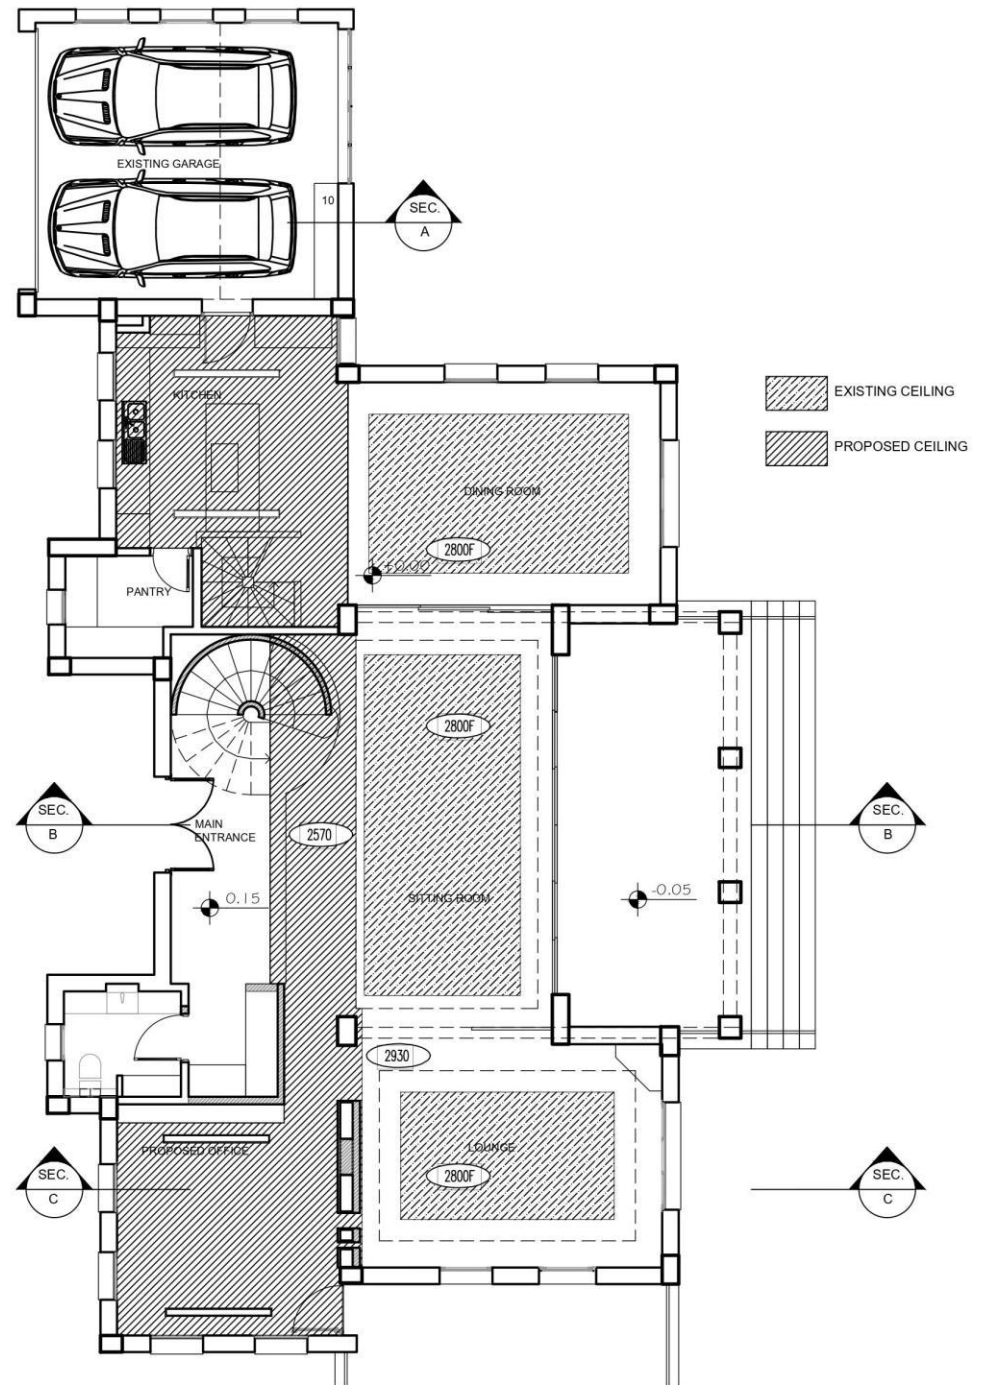 EXISTING GARAGE
10
SEC.
A
KITCHEN
EXISTING CEILING
PROPOSED CEILING
DINING ROOM
2800F
+0.00
PANTRY
2800F
SEC.
B
MAIN
ENTRANCE
2570
SEC.
B
0.15
SITTING ROOM
-0.05
2930
PROPOSED OFFICE
LOUNGE
SEC.
C
2800F
SEC.
C